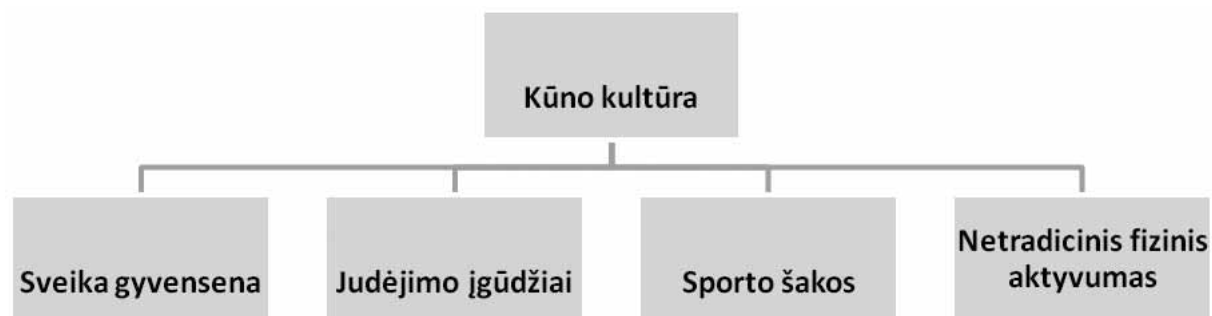 Kūno kultūra
Sveika gyvensena
Judėjimo įgūdžiai
Sporto šakos
Netradicinis fizinis
aktyvumas